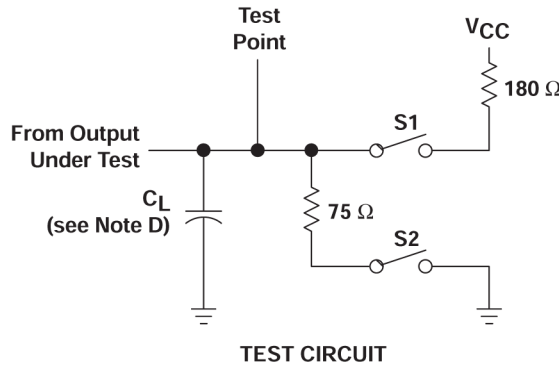 Test
Point
VCC
180 Ω
S1
From Output
Under Test
CL
(see Note D)
75 Ω
S2
TEST CIRCUIT